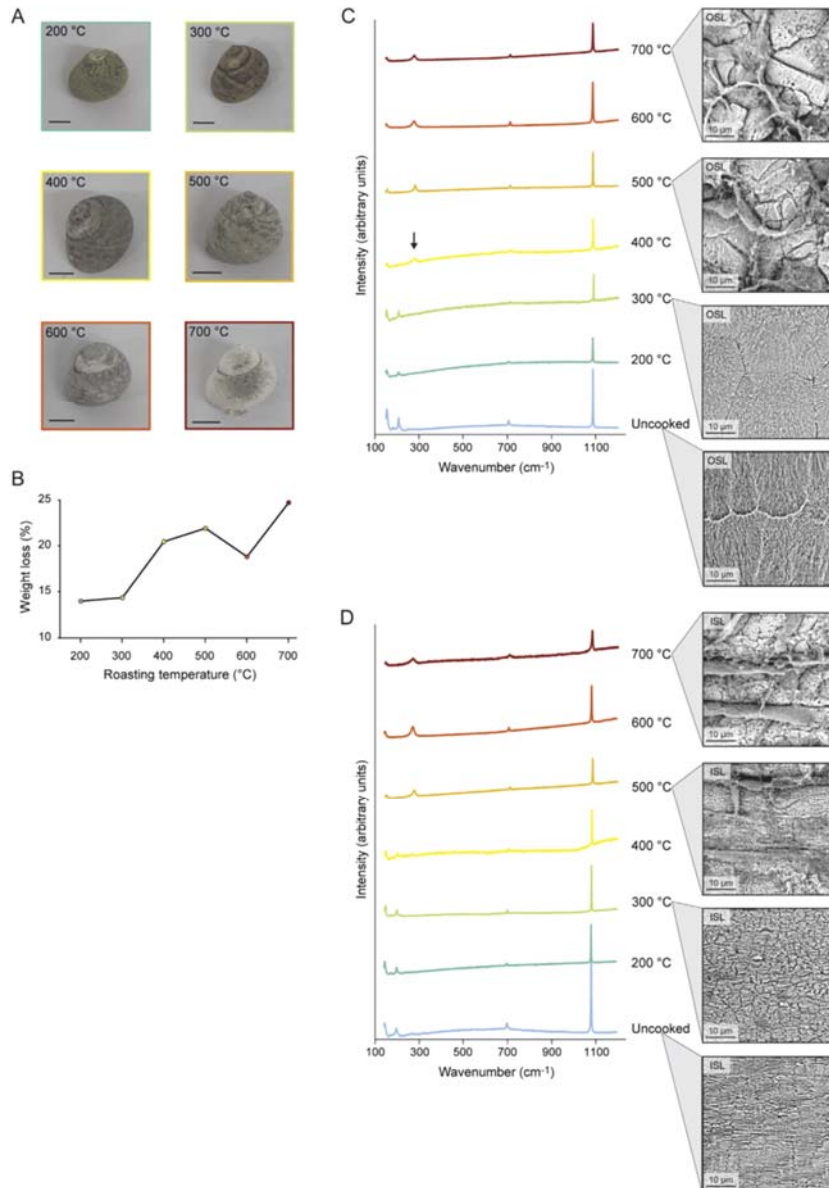 A
200 °C
300 °C
400 °C
500 °C
600 °C
700 °C
B
Weight loss (%)
25
20
15
10
200 300 400 500 600 700
Roasting temperature (°C)
C
Intensity (arbitrary units)
700 °C
600 °C
500 °C
400 °C
300 °C
200 °C
Uncooked
100 300 500 700 900 1100
Wavenumber (cm-1)
OSL
10 µm
OSL
10 µm
OSL
10 µm
OSL
10 µm
D
Intensity (arbitrary units)
700 °C
600 °C
500 °C
400 °C
300 °C
200 °C
Uncooked
100 300 500 700 900 1100
Wavenumber (cm-1)
ISL
10 µm
ISL
10 µm
ISL
10 µm
ISL
10 µm